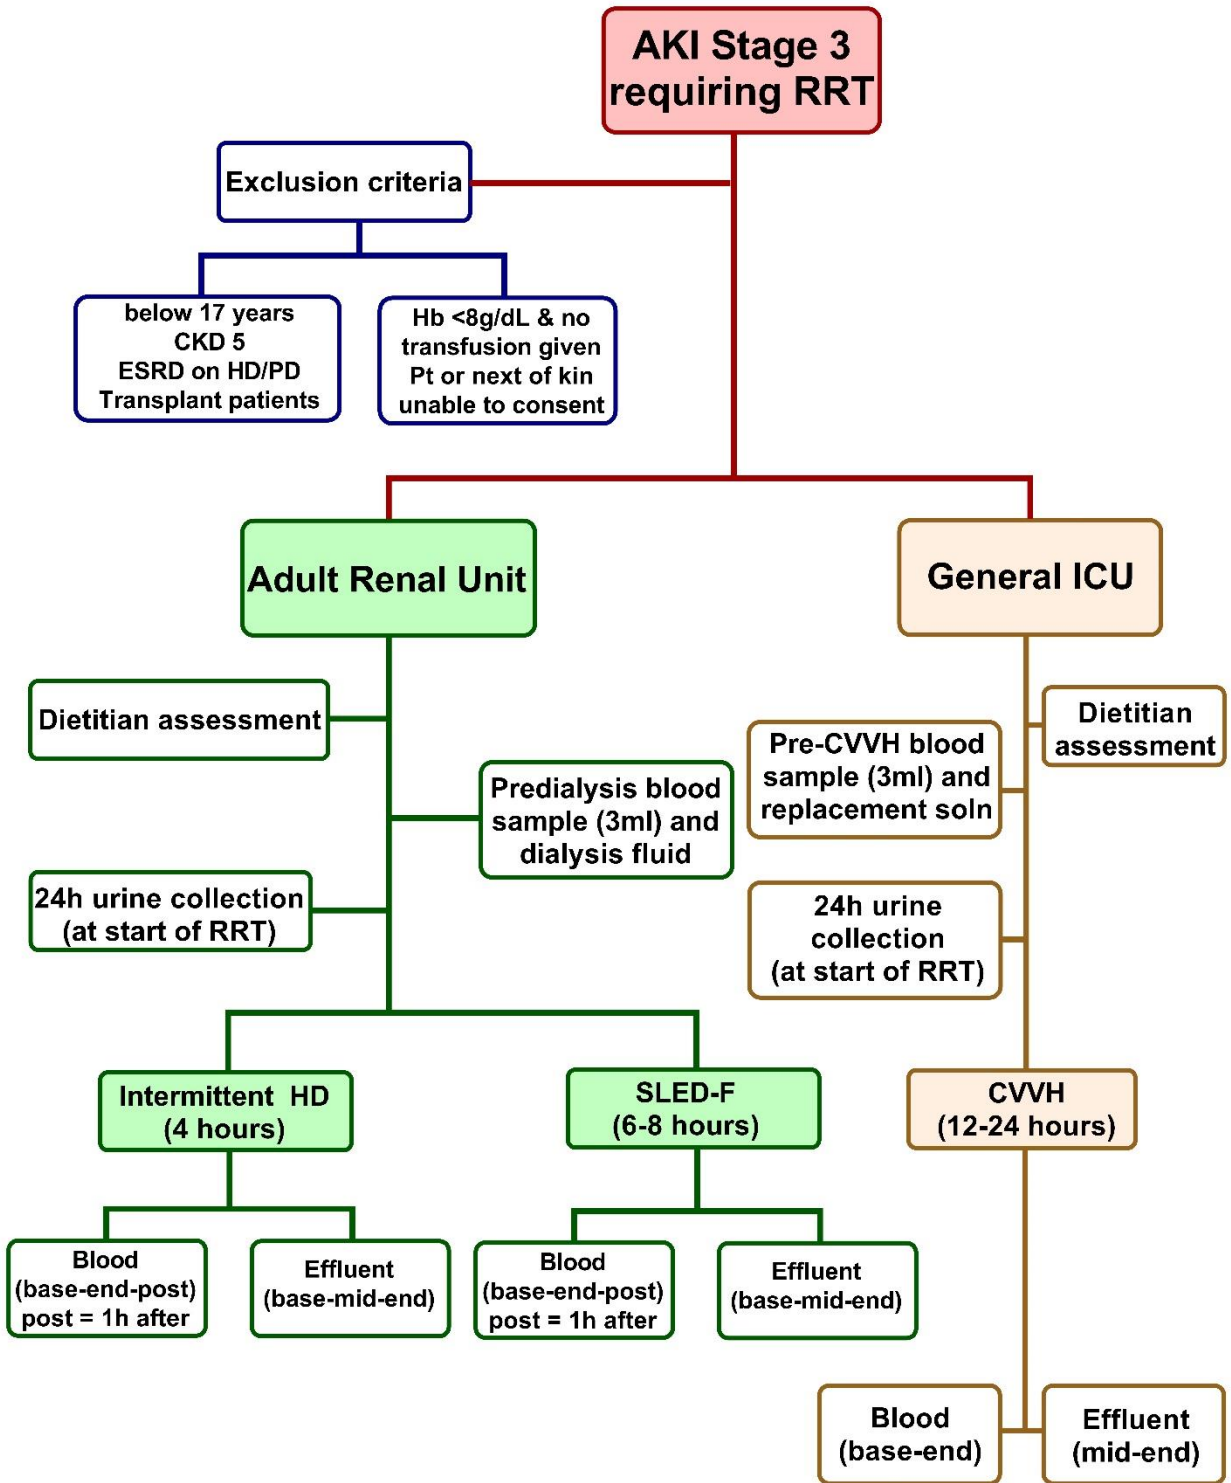 AKI Stage 3
requiring RRT
Exclusion criteria
below 17 years
CKD 5
ESRD on HD/PD
Transplant patients
Hb <8g/dL & no
transfusion given
Pt or next of kin
unable to consent
Adult Renal Unit
General ICU
Dietitian assessment
Predialysis blood
sample (3ml) and
dialysis fluid
24h urine collection
(at start of RRT)
Dietitian
assessment
Pre-CVVH blood
sample (3ml) and
replacement soln
24h urine
collection
(at start of RRT)
Intermittent HD
(4 hours)
SLED-F
(6-8 hours)
CVVH
(12-24 hours)
Blood
(base-end-post)
post = 1h after
Effluent
(base-mid-end)
Blood
(base-end-post)
post = 1h after
Effluent
(base-mid-end)
Blood
(base-end)
Effluent
(mid-end)